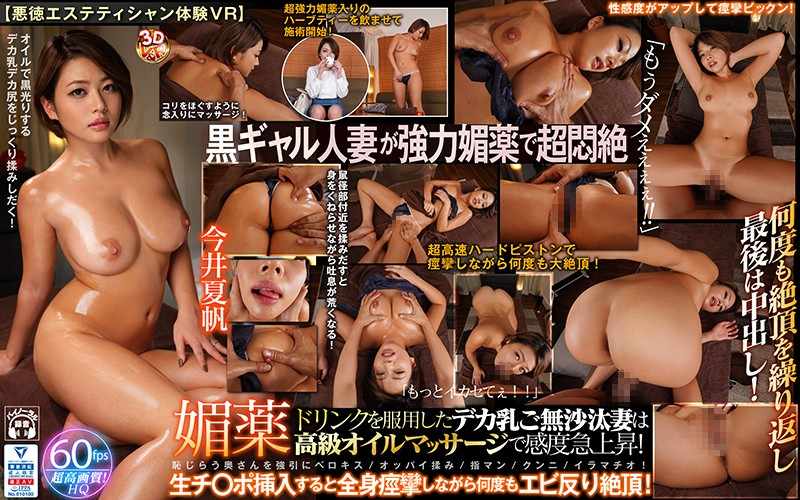 【悪徳エステティシャン体験VR】
オイルで黒光りする
デカ乳デカ尻をじっくり揉みしだく!
3D
コリをほぐすように
念入りにマッサージ!
超強力媚薬入りの
ハーブティーを飲ませて
施術開始!
性感度がアップして痙攣ビックン!
「もうダメぇぇぇぇ!!」
黒ギャル人妻が強力媚薬で超悶絶
今井夏帆
鼠径部付近を揉みだすと
身をくねらせながら吐息が荒くなる!
超高速ハードピストンで
痙攣しながら何度も大絶頂!
何度も絶頂を繰り返し
最後は中出し!
「もっとイカせてぇ!!」
媚薬ドリンクを服用したデカ乳ご無沙汰妻は
高級オイルマッサージで感度急上昇!
恥じらう奥さんを強引にベロキス/オッパイ揉み/指マン/クンニ/イラマチオ!
生チ〇ポ挿入すると全身痙攣しながら何度もエビ反り絶頂!
60fps
超高画質!
HQ